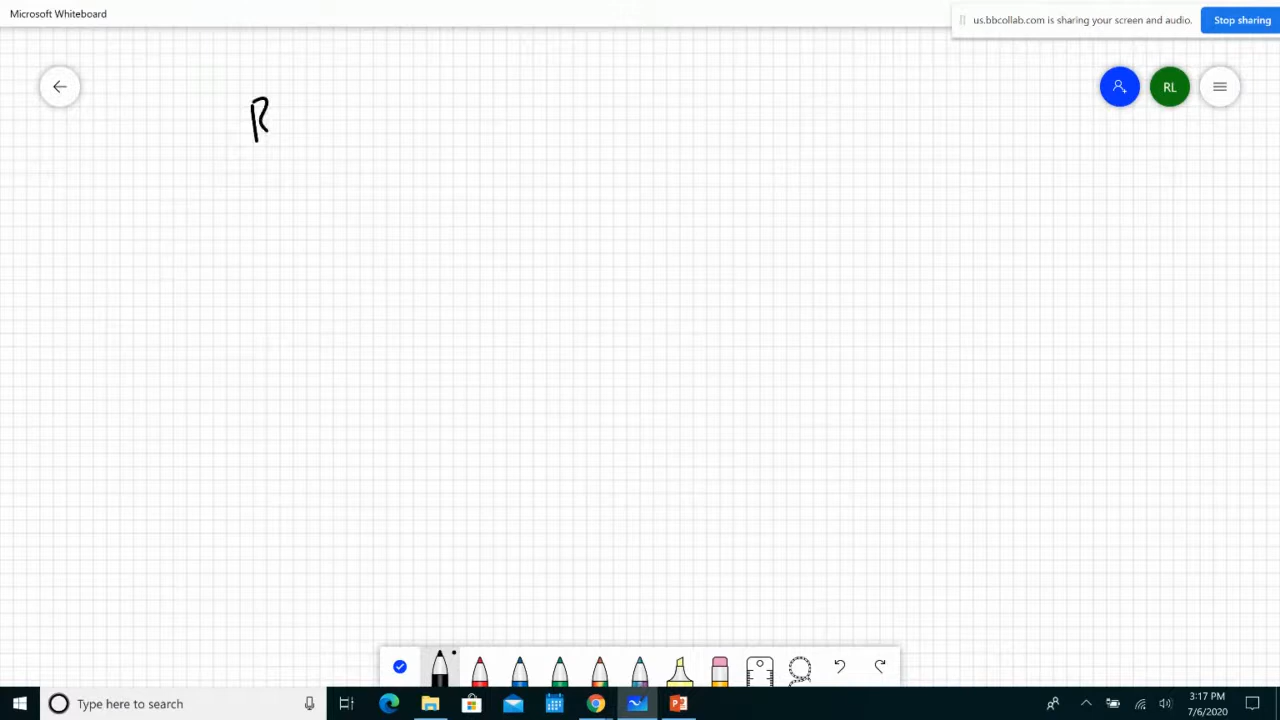 Microsoft Whiteboard
us.bbcollab.com is sharing your screen and audio.
Stop sharing
RL
R
Type here to search
3:17 PM
7/6/2020